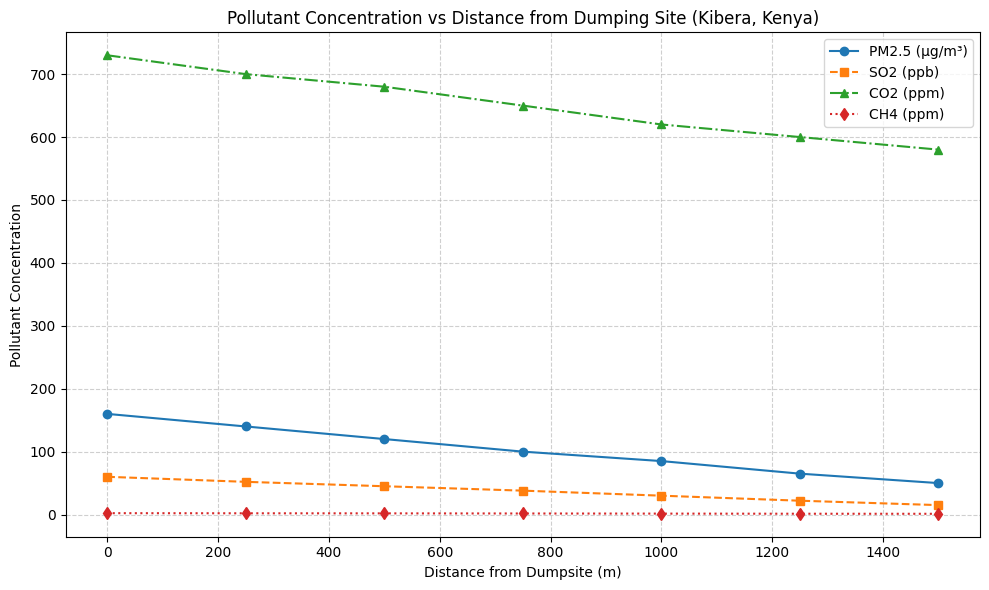 Pollutant Concentration vs Distance from Dumping Site (Kibera, Kenya)
PM2.5 (µg/m³)
SO2 (ppb)
CO2 (ppm)
CH4 (ppm)
Pollutant Concentration
700
600
500
400
300
200
100
0
0 200 400 600 800 1000 1200 1400
Distance from Dumpsite (m)